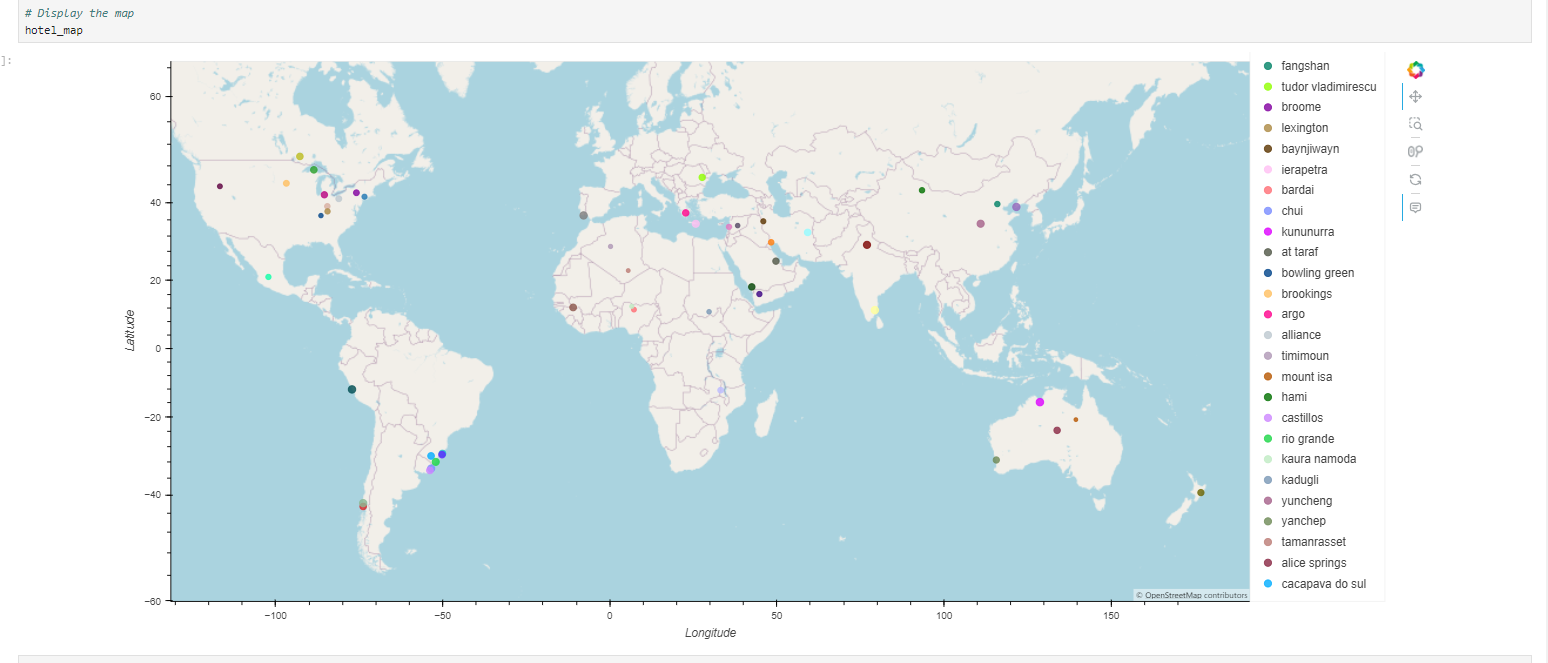 # Display the map
hotel_map
]:
60
40
20
0
−20
−40
−60
Latitude
−100
−50
0
50
100
150
Longitude
© OpenStreetMap contributors
fangshan
tudor vladimirescu
broome
lexington
baynjiwayn
ierapetra
bardai
chui
kununurra
at taraf
bowling green
brookings
argo
alliance
timimoun
mount isa
hami
castillos
rio grande
kaura namoda
kadugli
yuncheng
yanchep
tamanrasset
alice springs
cacapava do sul